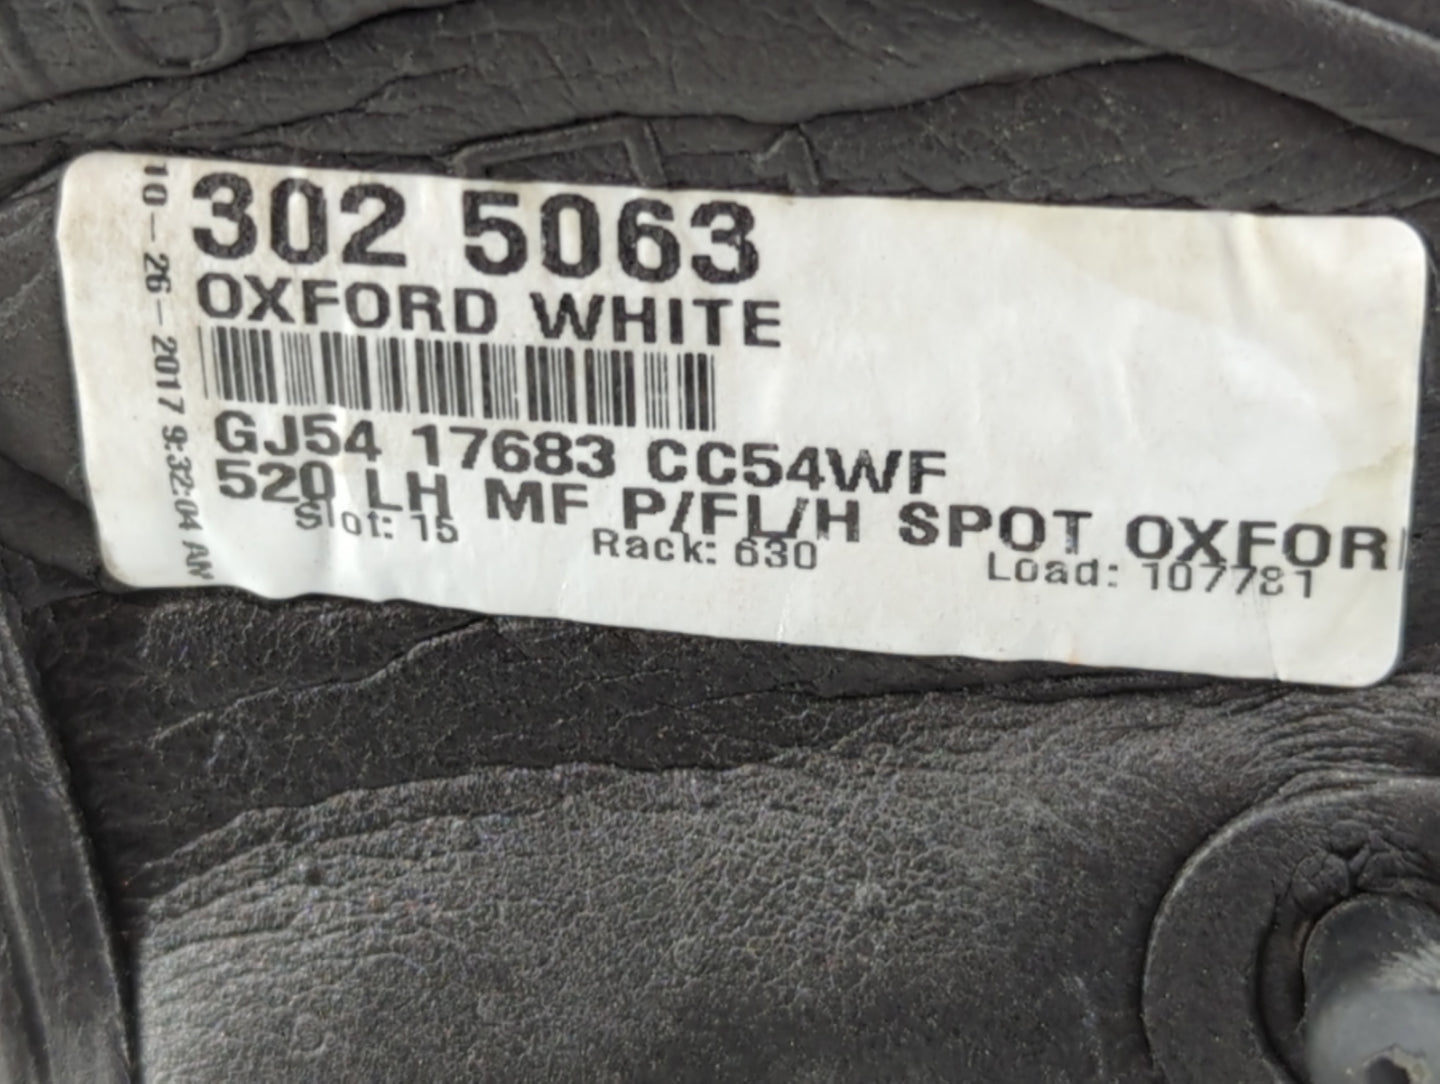 302 5063
OXFORD WHITE
GJ54 17683 CC54WF
520 LH MF P/FL/H SPOT OXFOR
Slot: 15 Rack: 630 Load: 107781
10-26-2017 9:32:04 AM